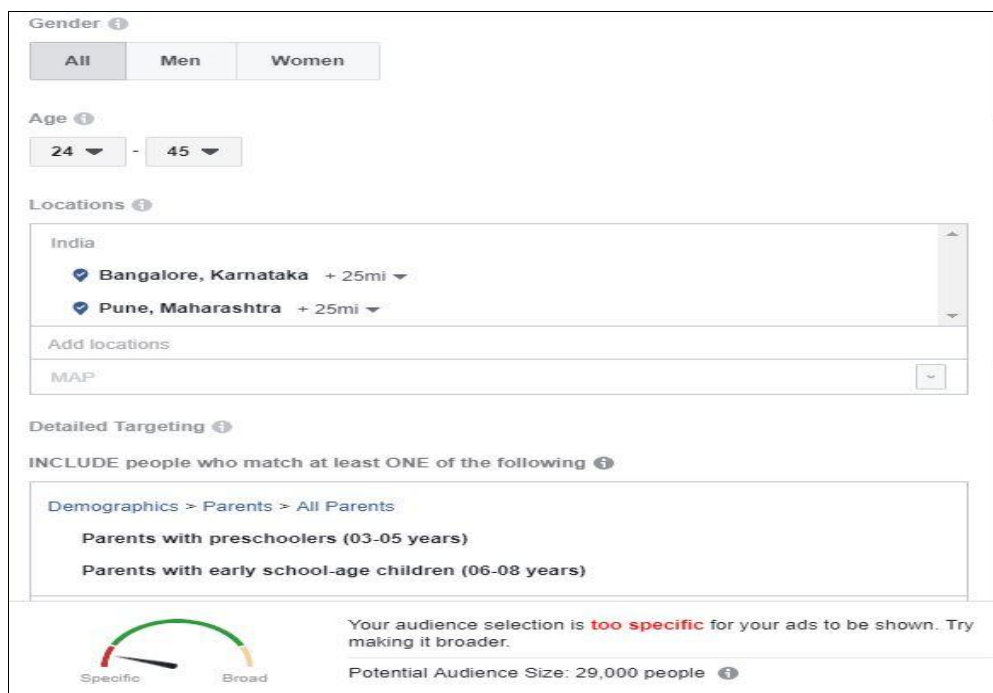 Gender
All Men Women
Age
24 - 45
Locations
India
Bangalore, Karnataka + 25mi
Pune, Maharashtra + 25mi
Add locations
MAP
Detailed Targeting
INCLUDE people who match at least ONE of the following
Demographics > Parents > All Parents
Parents with preschoolers (03-05 years)
Parents with early school-age children (06-08 years)
Your audience selection is too specific for your ads to be shown. Try
making it broader.
Specific Broad
Potential Audience Size: 29,000 people